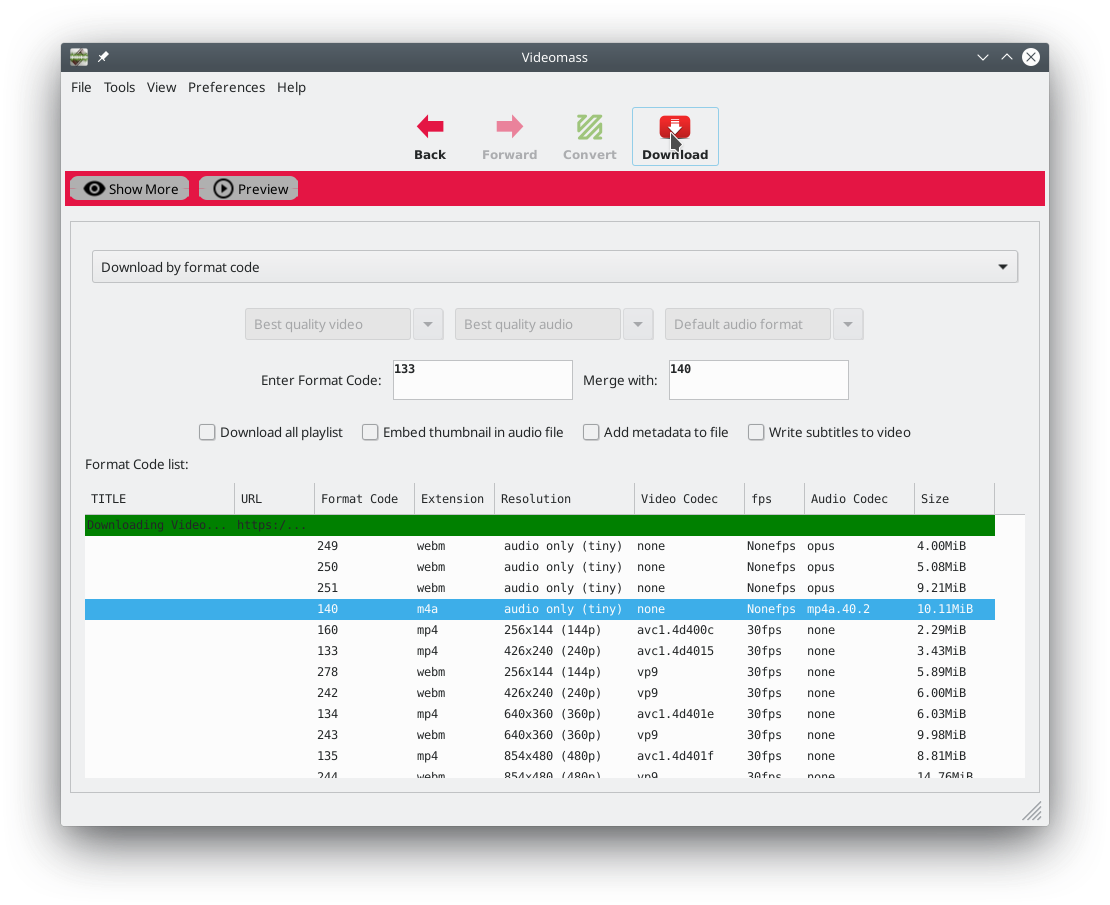 Videomass
File Tools View Preferences Help
Back Forward Convert Download
Show More Preview
Download by format code
Best quality video Best quality audio Default audio format
Enter Format Code: 133 Merge with: 140
Download all playlist Embed thumbnail in audio file Add metadata to file Write subtitles to video
Format Code list:
TITLE URL Format Code Extension Resolution Video Codec fps Audio Codec Size
Downloading Video... https:/...
249 webm audio only (tiny) none Nonefps opus 4.00MiB
250 webm audio only (tiny) none Nonefps opus 5.08MiB
251 webm audio only (tiny) none Nonefps opus 9.21MiB
140 m4a audio only (tiny) none Nonefps mp4a.40.2 10.11MiB
160 mp4 256x144 (144p) avc1.4d400c 30fps none 2.29MiB
133 mp4 426x240 (240p) avc1.4d4015 30fps none 3.43MiB
278 webm 256x144 (144p) vp9 30fps none 5.89MiB
242 webm 426x240 (240p) vp9 30fps none 6.00MiB
134 mp4 640x360 (360p) avc1.4d401e 30fps none 6.03MiB
243 webm 640x360 (360p) vp9 30fps none 9.98MiB
135 mp4 854x480 (480p) avc1.4d401f 30fps none 8.81MiB
244 webm 854x480 (480p) vp9 30fps none 14.76MiB